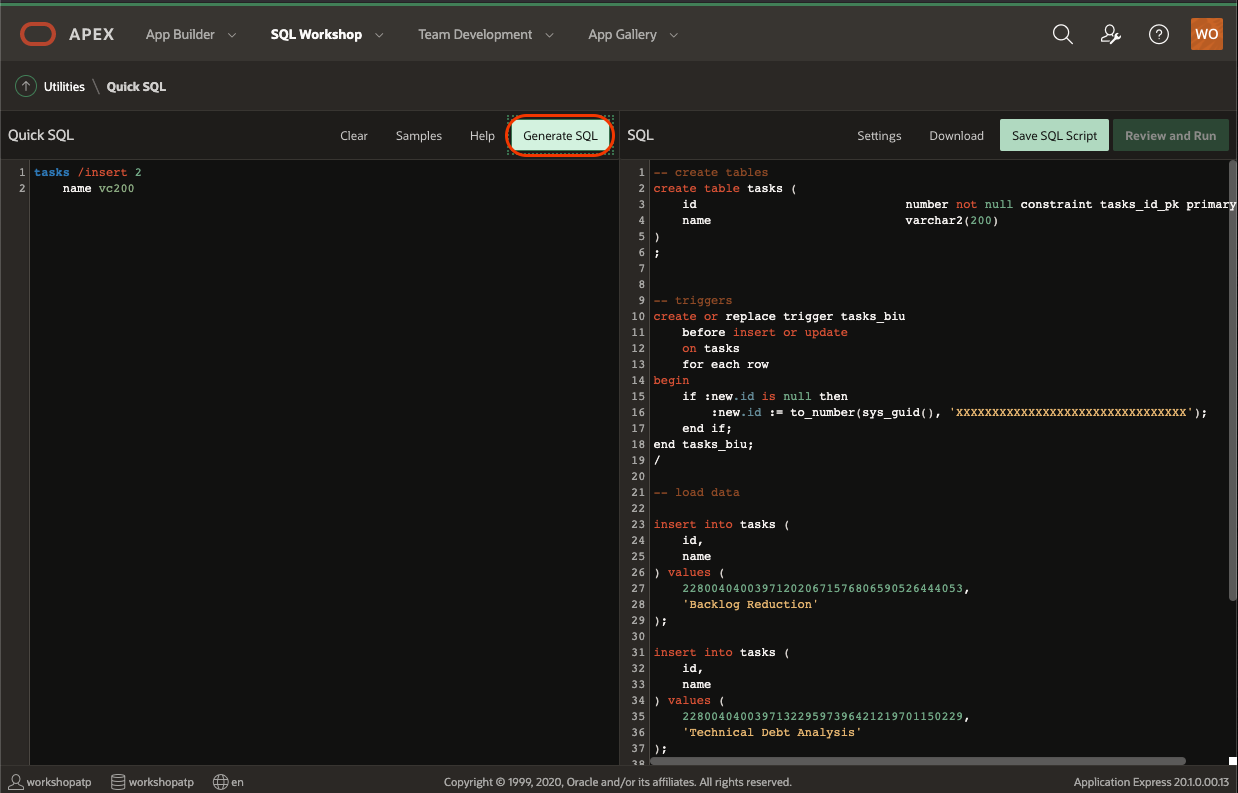 APEX App Builder SQL Workshop Team Development App Gallery WO
Utilities \ Quick SQL
Quick SQL Clear Samples Help Generate SQL SQL Settings Download Save SQL Script Review and Run
1 tasks /insert 2
2 name vc200
1 -- create tables
2 create table tasks (
3 id number not null constraint tasks_id_pk primary
4 name varchar2(200)
5 )
6 ;
7
8
9 -- triggers
10 create or replace trigger tasks_biu
11 before insert or update
12 on tasks
13 for each row
14 begin
15 if :new.id is null then
16 :new.id := to_number(sys_guid(), 'XXXXXXXXXXXXXXXXXXXXXXXXXXXXXXXX');
17 end if;
18 end tasks_biu;
19 /
20
21 -- load data
22
23 insert into tasks (
24 id,
25 name
26 ) values (
27 228004040039712020671576806590526444053,
28 'Backlog Reduction'
29 );
30
31 insert into tasks (
32 id,
33 name
34 ) values (
35 228004040039713229597396421219701150229,
36 'Technical Debt Analysis'
37 );
38
workshopatp workshopatp en Copyright © 1999, 2020, Oracle and/or its affiliates. All rights reserved. Application Express 20.1.0.00.13